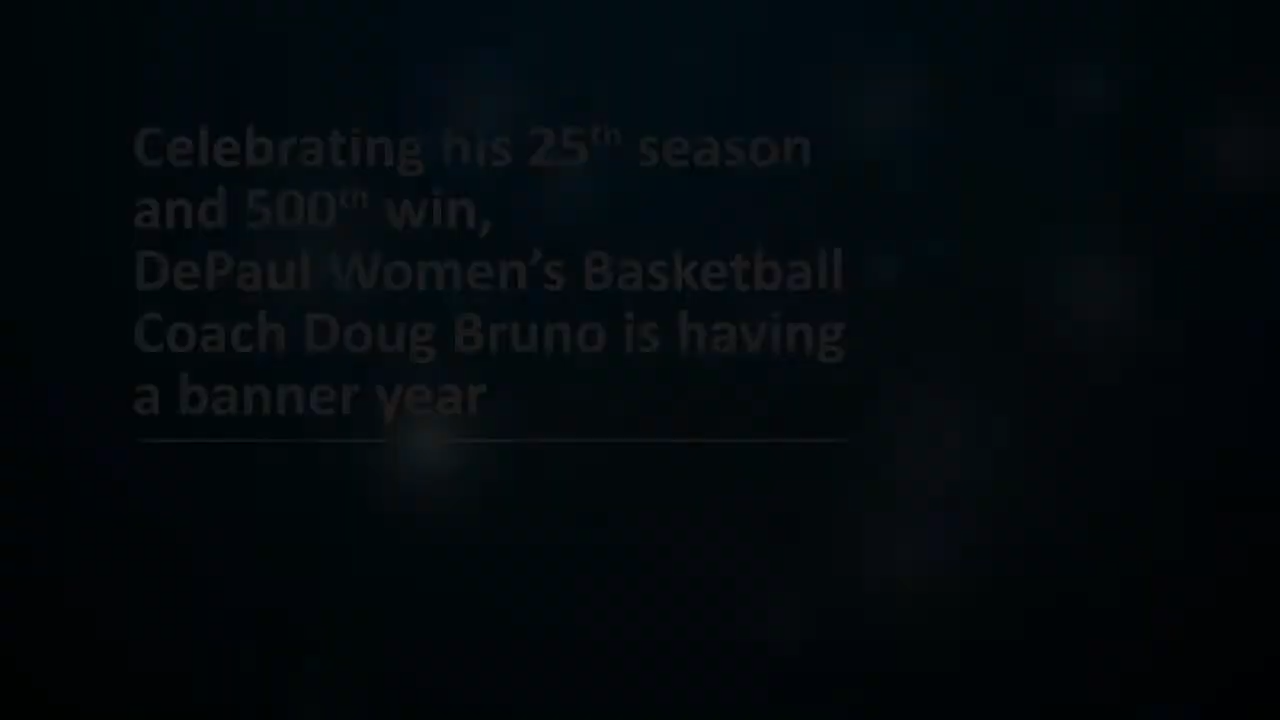 Celebrating his 25th season
and 500th win,
DePaul Women’s Basketball
Coach Doug Bruno is having
a banner year